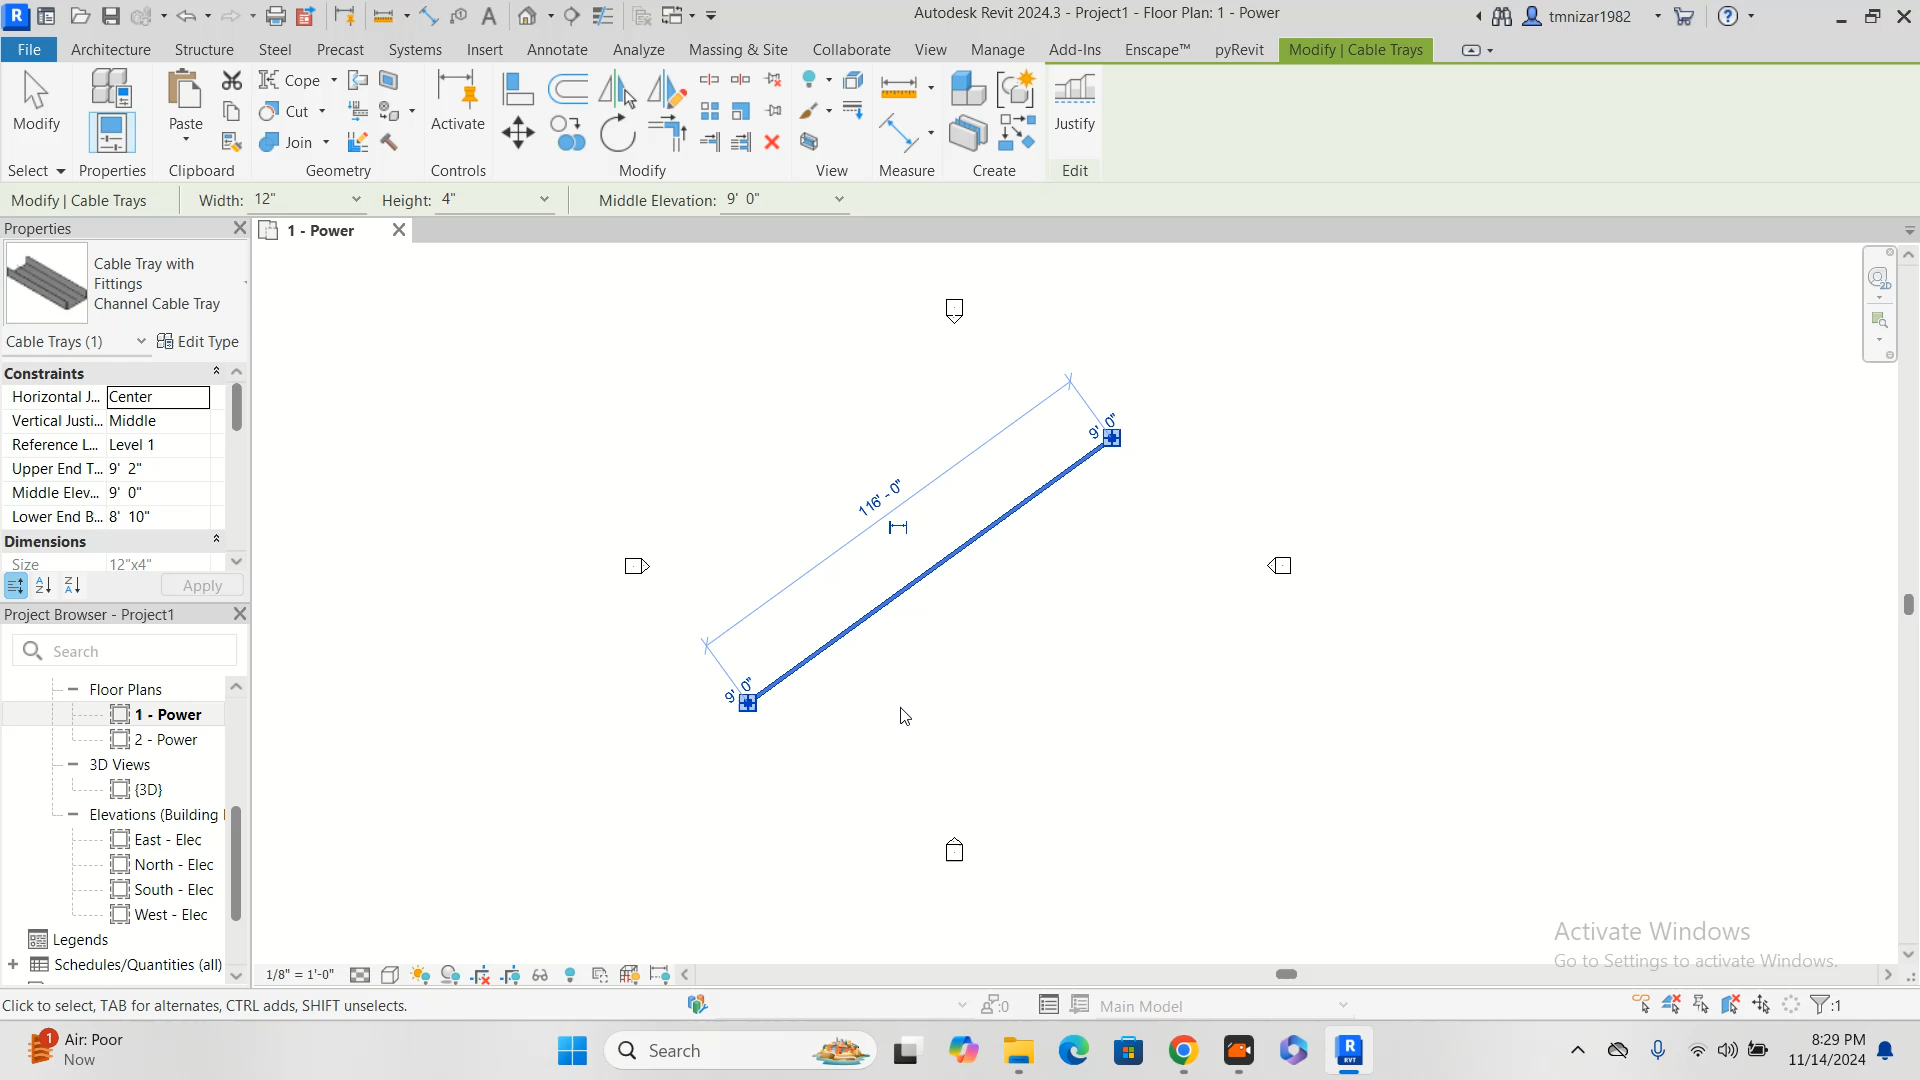 Autodesk Revit 2024.3 - Project1 - Floor Plan: 1 - Power
tmnizar1982
File Architecture Structure Steel Precast Systems Insert Annotate Analyze Massing & Site Collaborate View Manage Add-Ins Enscape™ pyRevit Modify | Cable Trays
Cope
Cut
Join
Modify
Paste
Activate
Justify
Select Properties Clipboard Geometry Controls Modify View Measure Create Edit
Modify | Cable Trays Width: 12" Height: 4" Middle Elevation: 9' 0"
Properties
1 - Power
Cable Tray with
Fittings
Channel Cable Tray
Cable Trays (1) Edit Type
Constraints
Horizontal J... Center
Vertical Justi... Middle
Reference L... Level 1
Upper End T... 9' 2"
Middle Elev... 9' 0"
Lower End B... 8' 10"
Dimensions
Size 12"x4"
Apply
Project Browser - Project1
Search
Floor Plans
1 - Power
2 - Power
3D Views
{3D}
Elevations (Building
East - Elec
North - Elec
South - Elec
West - Elec
Legends
Schedules/Quantities (all)
2D
9' 0"
116' - 0"
9' 0"
Activate Windows
Go to Settings to activate Windows.
1/8" = 1'-0"
Click to select, TAB for alternates, CTRL adds, SHIFT unselects.
:0
Main Model
:1
1
Air: Poor
Now
Search
R
RVT
8:29 PM
11/14/2024